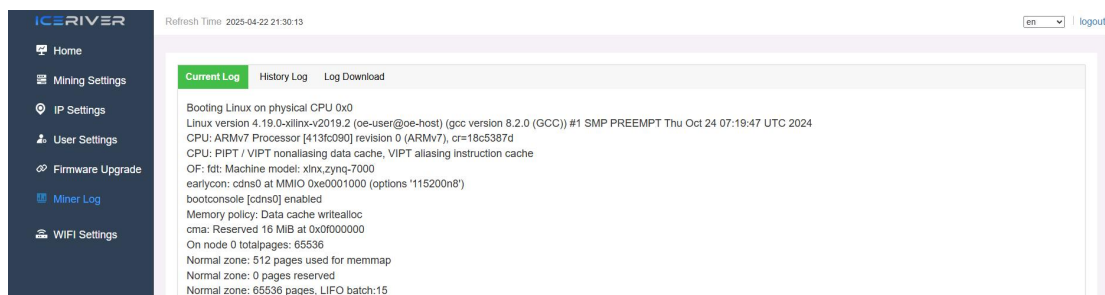 ICERIVER
Refresh Time 2025-04-22 21:30:13
en
logout
Home
Mining Settings
IP Settings
User Settings
Firmware Upgrade
Miner Log
WIFI Settings
Current Log History Log Log Download
Booting Linux on physical CPU 0x0
Linux version 4.19.0-xilinx-v2019.2 (oe-user@oe-host) (gcc version 8.2.0 (GCC)) #1 SMP PREEMPT Thu Oct 24 07:19:47 UTC 2024
CPU: ARMv7 Processor [413fc090] revision 0 (ARMv7), cr=18c5387d
CPU: PIPT / VIPT nonaliasing data cache, VIPT aliasing instruction cache
OF: fdt: Machine model: xlnx,zynq-7000
earlycon: cdns0 at MMIO 0xe0001000 (options '115200n8')
bootconsole [cdns0] enabled
Memory policy: Data cache writealloc
cma: Reserved 16 MiB at 0x0f000000
On node 0 totalpages: 65536
Normal zone: 512 pages used for memmap
Normal zone: 0 pages reserved
Normal zone: 65536 pages, LIFO batch:15